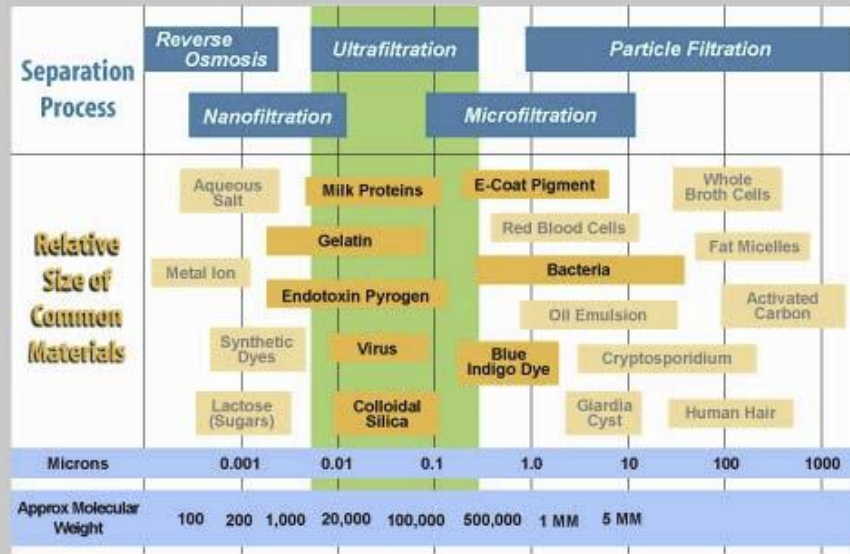 Reverse
Osmosis
Ultrafiltration
Particle Filtration
Separation
Process
Nanofiltration
Microfiltration
Aqueous
Salt
Milk Proteins
E-Coat Pigment
Whole
Broth Cells
Relative
Size of
Common
Materials
Gelatin
Red Blood Cells
Fat Micelles
Metal Ion
Bacteria
Endotoxin Pyrogen
Activated
Carbon
Oil Emulsion
Synthetic
Dyes
Virus
Blue
Indigo Dye
Cryptosporidium
Lactose
(Sugars)
Colloidal
Silica
Giardia
Cyst
Human Hair
Microns 0.001 0.01 0.1 1.0 10 100 1000
Approx Molecular
Weight
100 200 1,000 20,000 100,000 500,000 1 MM 5 MM